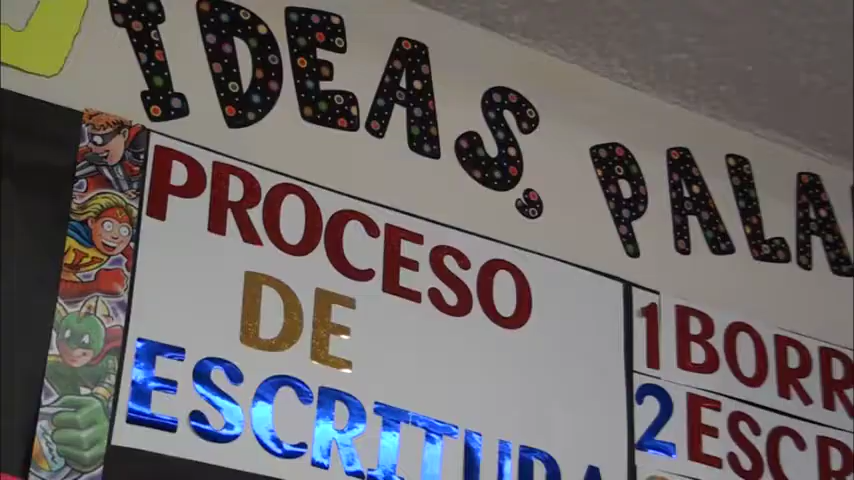 IDEAS, PALA
PROCESO
DE
ESCRITURA
1 BORR
2 ESCR